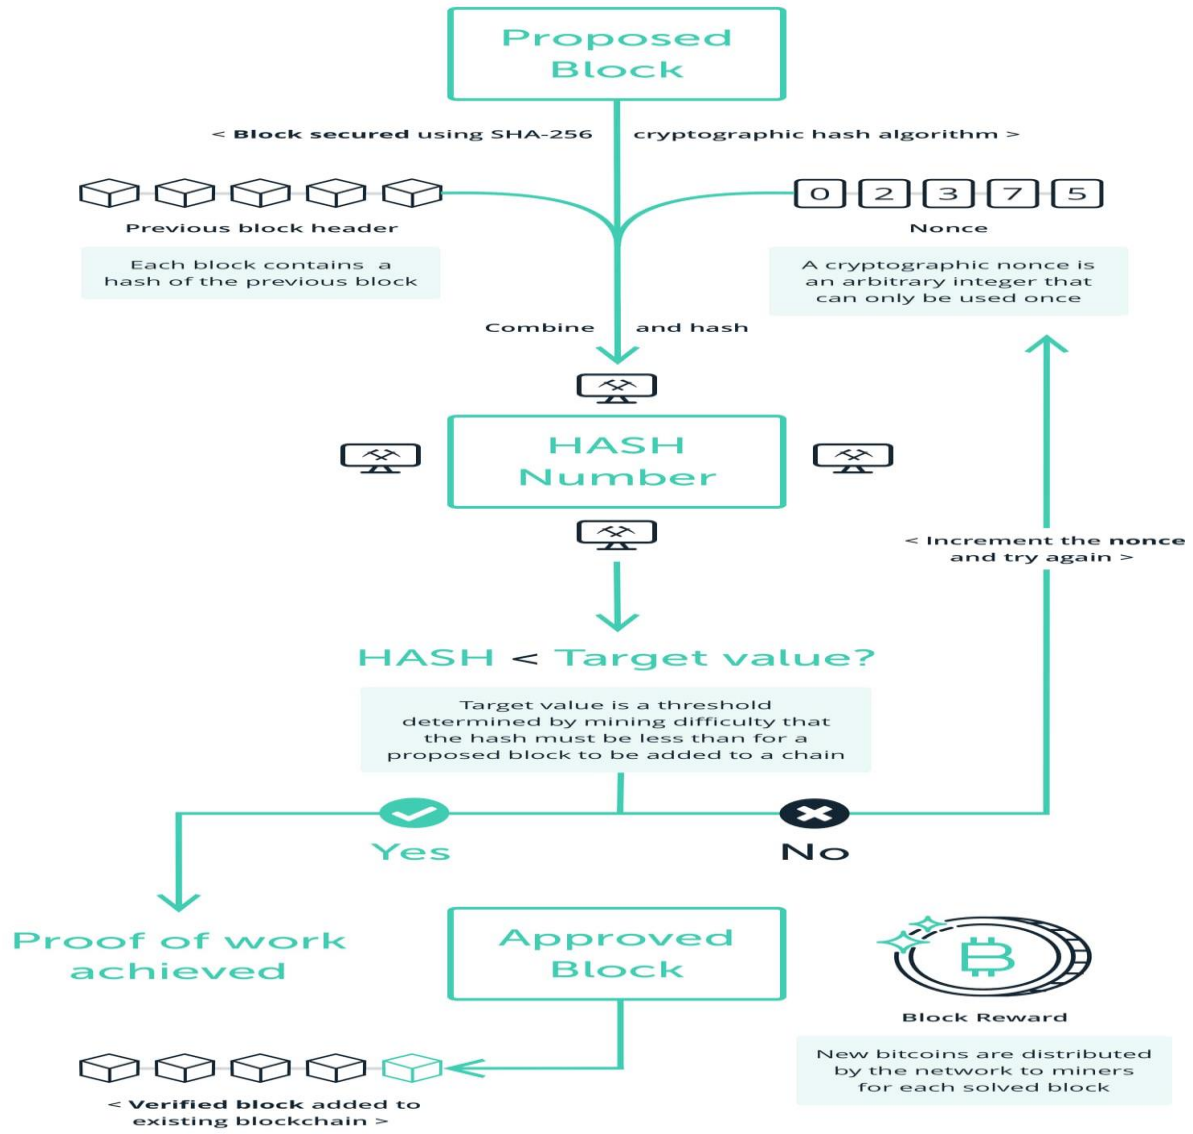 Proposed
Block
< Block secured using SHA-256 cryptographic hash algorithm >
0 2 3 7 5
Previous block header
Nonce
Each block contains a
hash of the previous block
A cryptographic nonce is
an arbitrary integer that
can only be used once
Combine and hash
HASH
Number
< Increment the nonce
and try again >
HASH < Target value?
Target value is a threshold
determined by mining difficulty that
the hash must be less than for a
proposed block to be added to a chain
Yes
No
Proof of work
achieved
Approved
Block
Block Reward
New bitcoins are distributed
by the network to miners
for each solved block
< Verified block added to
existing blockchain >